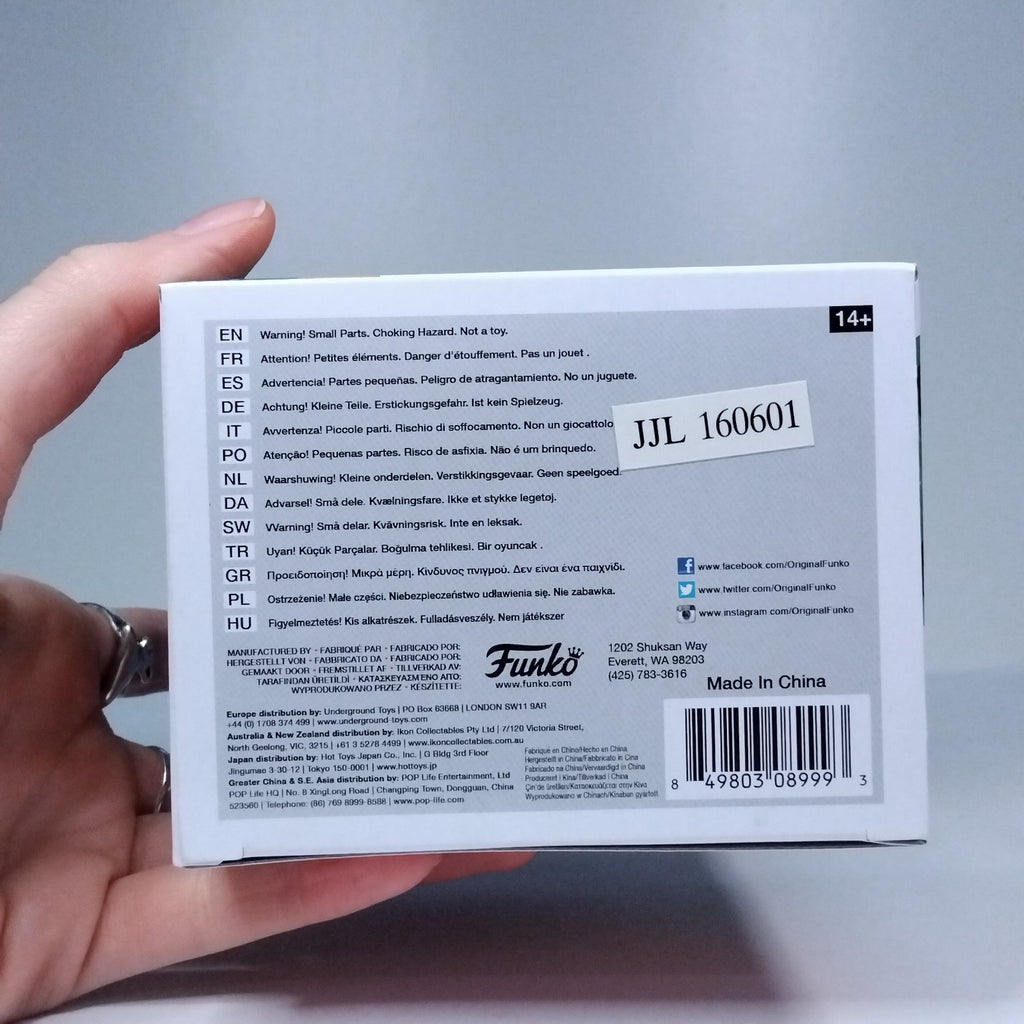 14+
EN Warning! Small Parts. Choking Hazard. Not a toy.
FR Attention! Petites éléments. Danger d'étouffement. Pas un jouet .
ES Advertencia! Partes pequeñas. Peligro de atragantamiento. No un juguete.
DE Achtung! Kleine Teile. Erstickungsgefahr. Ist kein Spielzeug.
IT Avvertenza! Piccole parti. Rischio di soffocamento. Non un giocattolo
JJL 160601
PO Atenção! Pequenas partes. Risco de asfixia. Não é um brinquedo.
NL Waarshuwing! Kleine onderdelen. Verstikkingsgevaar. Geen speelgoed.
DA Advarsel! Små dele. Kvælningsfare. Ikke et stykke legetøj.
SW Warning! Små delar. Kvävningsrisk. Inte en leksak.
TR Uyarı! Küçük Parçalar. Boğulma tehlikesi. Bir oyuncak .
GR Προειδοποίηση! Μικρά μέρη. Κίνδυνος πνιγμού. Δεν είναι ένα παιχνίδι.
PL Ostrzeżenie! Małe części. Niebezpieczeństwo udławienia się. Nie zabawka.
HU Figyelmeztetés! Kis alkatrészek. Fulladásveszély. Nem játékszer
www.facebook.com/OriginalFunko
www.twitter.com/OriginalFunko
www.instagram.com/OriginalFunko
MANUFACTURED BY - FABRIQUÉ PAR - FABRICADO POR:
HERGESTELLT VON - FABBRICATO DA - FABRICADO POR:
GEMAAKT DOOR - FREMSTILLET AF - TILLVERKAD AV:
TARAFINDAN ÜRETİLDİ - ΚΑΤΑΣΚΕΥΑΣΜΕΝΟ ΑΠΟ:
WYPRODUKOWANO PRZEZ - KÉSZÍTETTE:
Funko
www.funko.com
1202 Shuksan Way
Everett, WA 98203
(425) 783-3616
Made In China
Europe distribution by: Underground Toys | PO Box 63668 | LONDON SW11 9AR
+44 (0) 1708 374 499 | www.underground-toys.com
Australia & New Zealand distribution by: Ikon Collectables Pty Ltd | 7/120 Victoria Street,
North Geelong, VIC, 3215 | +61 3 5278 4499 | www.ikoncollectables.com.au
Japan distribution by: Hot Toys Japan Co., Inc. | G Bldg 3rd Floor
Jingumae 3-30-12 | Tokyo 150-0001 | www.hottoys.jp
Greater China & S.E. Asia distribution by: POP Life Entertainment, Ltd
POP Life HQ | No. 8 XingLong Road | Changping Town, Dongguan, China
523560 | Telephone: (86) 769 8999 8588 | www.pop-life.com
Fabriqué en Chine/Hecho en China
Hergestellt in China/Fabbricato in Cina
Fabricado na China/Vervaardigd in China
Produceret i Kina/Tillverkad i China
Çin'de üretilen/Κατασκευάζεται στην Κίνα
Wyprodukowano w Chinach/Kínában gyártott
8 49803 08999 3